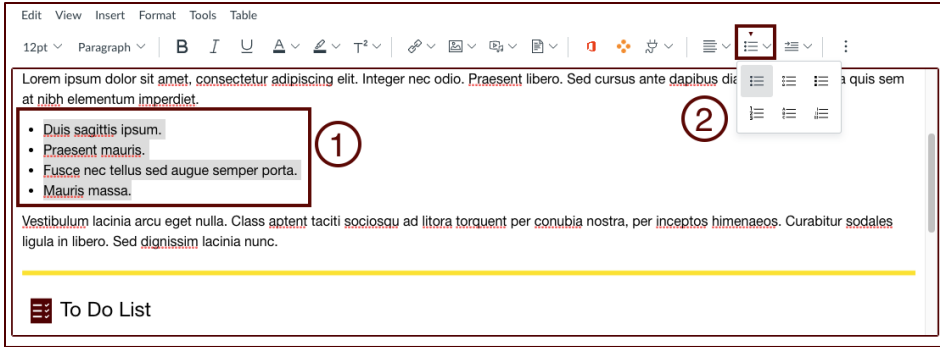 Edit View Insert Format Tools Table
12pt Paragraph B I U A T²
Lorem ipsum dolor sit amet, consectetur adipiscing elit. Integer nec odio. Praesent libero. Sed cursus ante dapibus dia a quis sem
at nibh elementum imperdiet.
Duis sagittis ipsum.
Praesent mauris.
Fusce nec tellus sed augue semper porta.
Mauris massa.
1
2
Vestibulum lacinia arcu eget nulla. Class aptent taciti sociosqu ad litora torquent per conubia nostra, per inceptos himenaeos. Curabitur sodales
ligula in libero. Sed dignissim lacinia nunc.
To Do List